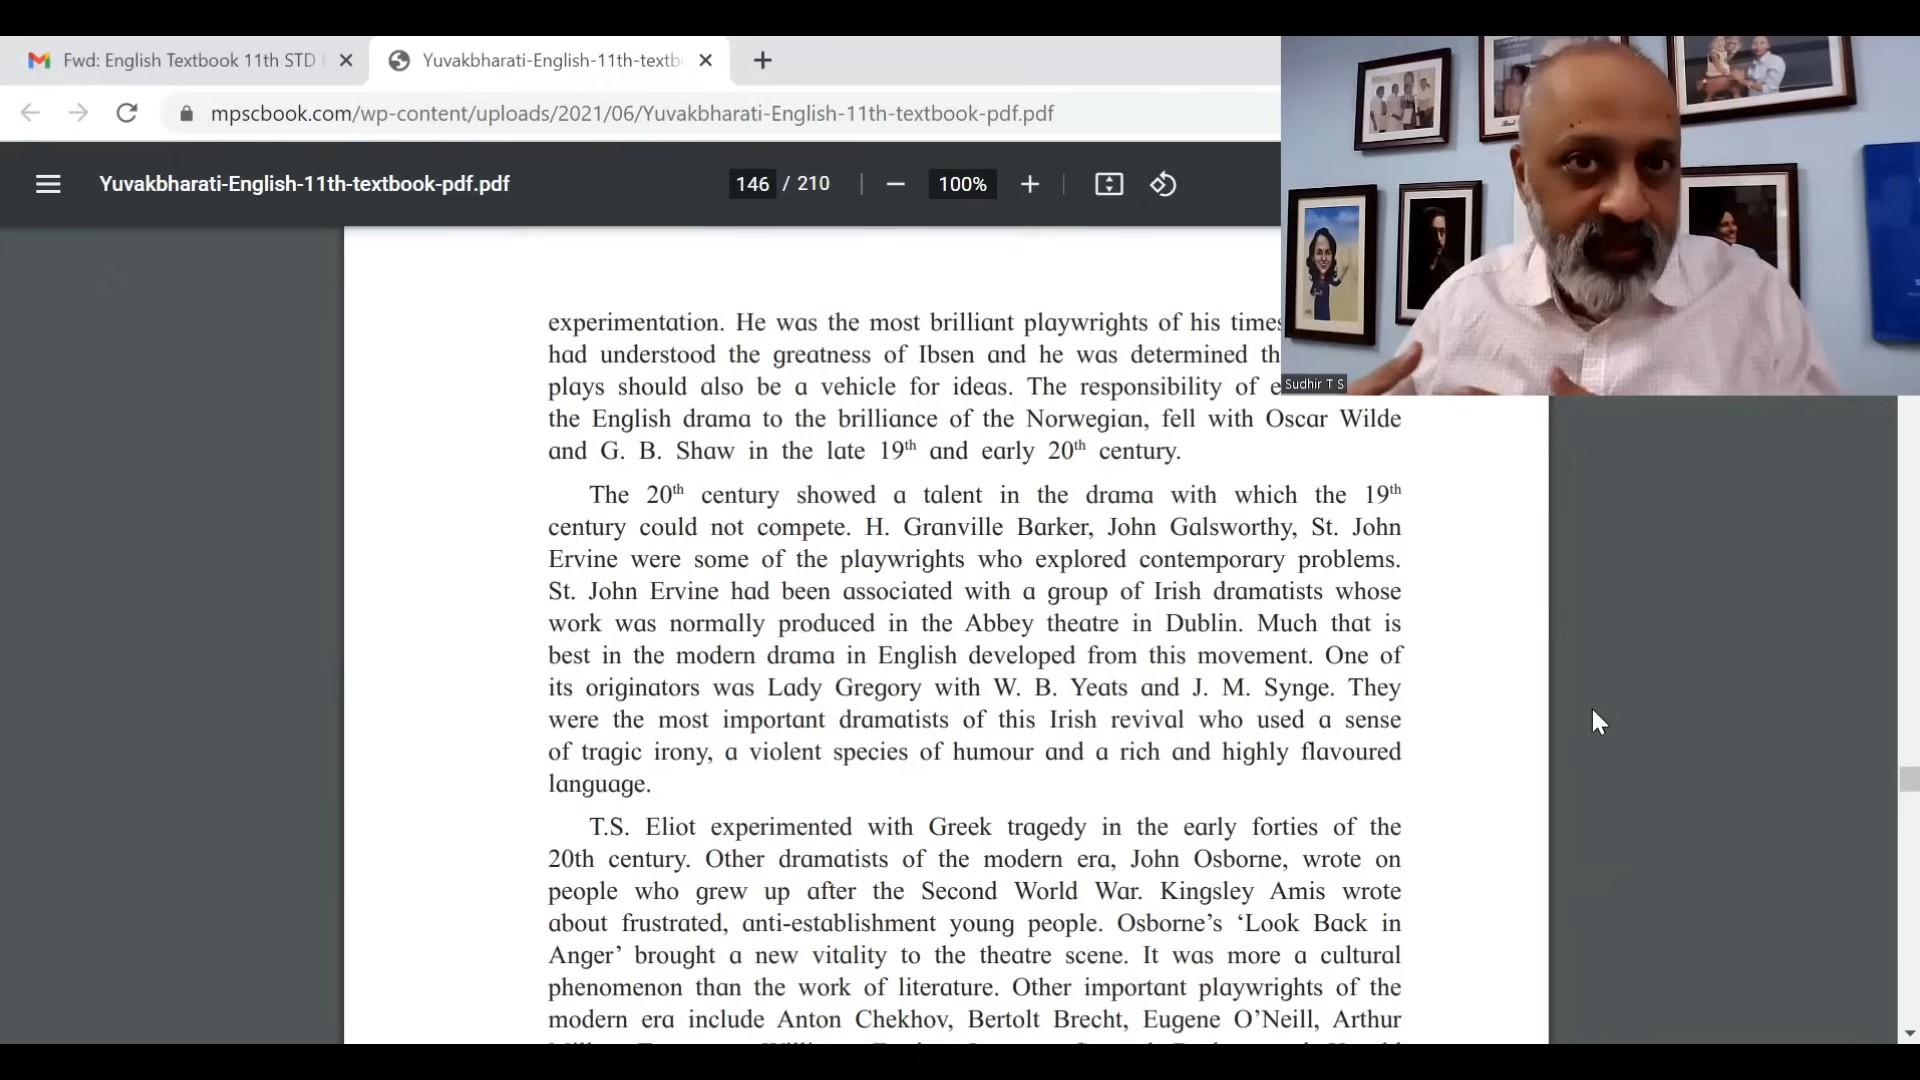 Fwd: English Textbook 11th STD
Yuvakbharati-English-11th-textb
mpscbook.com/wp-content/uploads/2021/06/Yuvakbharati-English-11th-textbook-pdf.pdf
Yuvakbharati-English-11th-textbook-pdf.pdf
146 / 210
100%
Sudhir T S
experimentation. He was the most brilliant playwrights of his times
had understood the greatness of Ibsen and he was determined th
plays should also be a vehicle for ideas. The responsibility of e
the English drama to the brilliance of the Norwegian, fell with Oscar Wilde
and G. B. Shaw in the late 19th and early 20th century.
The 20th century showed a talent in the drama with which the 19th
century could not compete. H. Granville Barker, John Galsworthy, St. John
Ervine were some of the playwrights who explored contemporary problems.
St. John Ervine had been associated with a group of Irish dramatists whose
work was normally produced in the Abbey theatre in Dublin. Much that is
best in the modern drama in English developed from this movement. One of
its originators was Lady Gregory with W. B. Yeats and J. M. Synge. They
were the most important dramatists of this Irish revival who used a sense
of tragic irony, a violent species of humour and a rich and highly flavoured
language.
T.S. Eliot experimented with Greek tragedy in the early forties of the
20th century. Other dramatists of the modern era, John Osborne, wrote on
people who grew up after the Second World War. Kingsley Amis wrote
about frustrated, anti-establishment young people. Osborne's ‘Look Back in
Anger’ brought a new vitality to the theatre scene. It was more a cultural
phenomenon than the work of literature. Other important playwrights of the
modern era include Anton Chekhov, Bertolt Brecht, Eugene O'Neill, Arthur